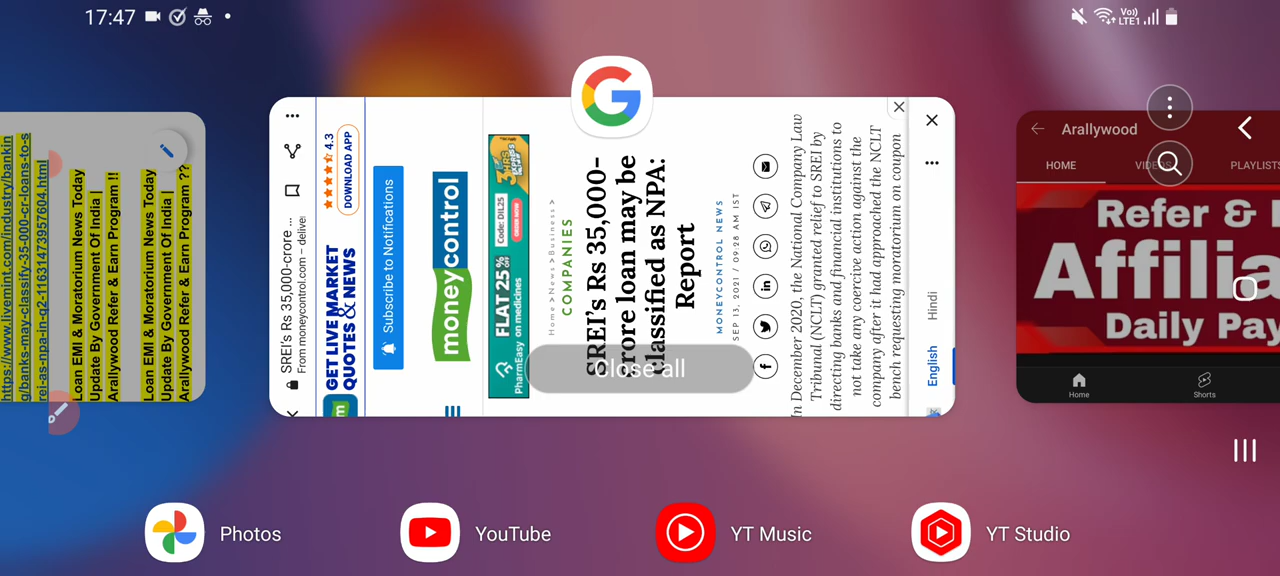 17:47
Vo)
LTE1
https://www.livemint.com/industry/bankin
g/banks-may-classify-35-000-cr-loans-to-s
rei-as-npa-in-q2-11631473957604.html
Loan EMI & Moratorium News Today
Update By Government Of India |
Arallywood Refer & Earn Program !!
Loan EMI & Moratorium News Today
Update By Government Of India |
Arallywood Refer & Earn Program ??
SREI's Rs 35,000-crore ...
From moneycontrol.com – delive
GET LIVE MARKET
QUOTES & NEWS
4.3
DOWNLOAD APP
Subscribe to Notifications
moneycontrol
PharmEasy
FLAT 25% OFF
on medicines
Code: DIL25
ORDER NOW
Home > News > Business >
COMPANIES
SREI's Rs 35,000-
crore loan may be
classified as NPA:
Report
MONEYCONTROL NEWS
SEP 13, 2021 / 09:28 AM IST
In December 2020, the National Company Law
Tribunal (NCLT) granted relief to SREI by
directing banks and financial institutions to
not take any coercive action against the
company after it had approached the NCLT
bench requesting moratorium on coupon
English
Hindi
Close all
Arallywood
HOME
VIDEOS
PLAYLISTS
Refer &
Affilia
Daily Pay
Home
Shorts
Photos
YouTube
YT Music
YT Studio